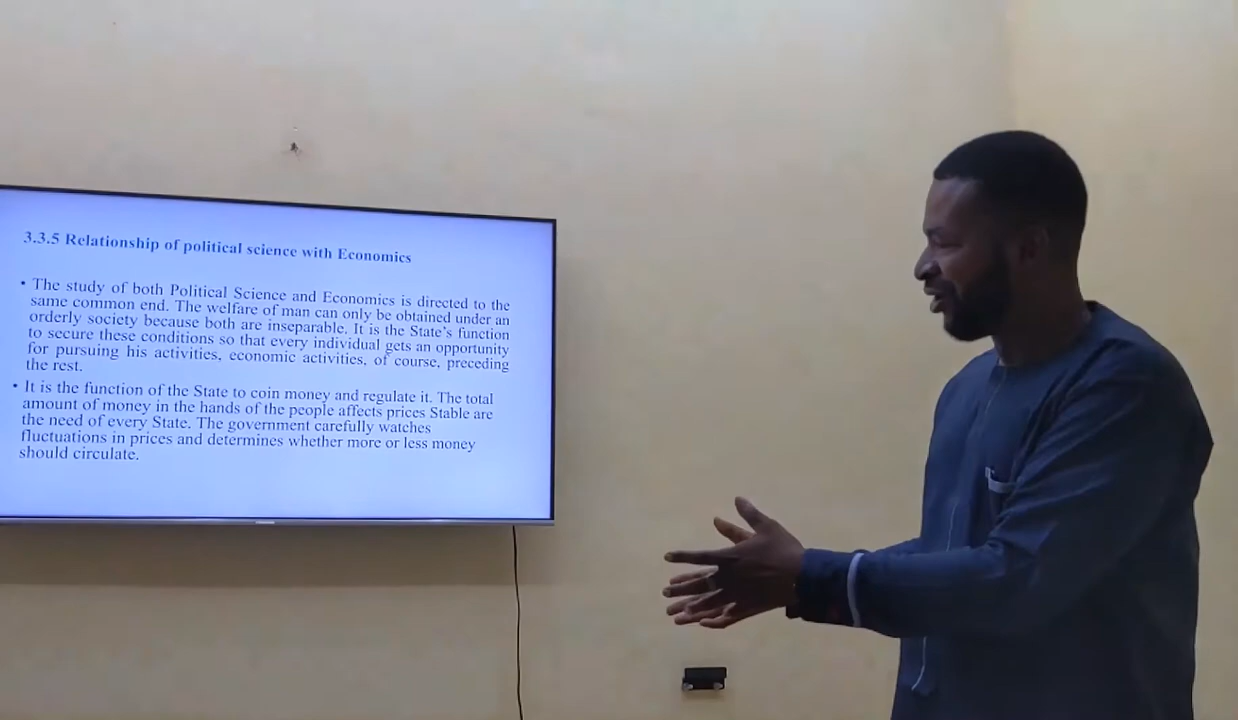 3.3.5 Relationship of political science with Economics
• The study of both Political Science and Economics is directed to the
same common end. The welfare of man can only be obtained under an
orderly society because both are inseparable. It is the State's function
to secure these conditions so that every individual gets an opportunity
for pursuing his activities, economic activities, of course, preceding
the rest.
• It is the function of the State to coin money and regulate it. The total
amount of money in the hands of the people affects prices Stable are
the need of every State. The government carefully watches
fluctuations in prices and determines whether more or less money
should circulate.